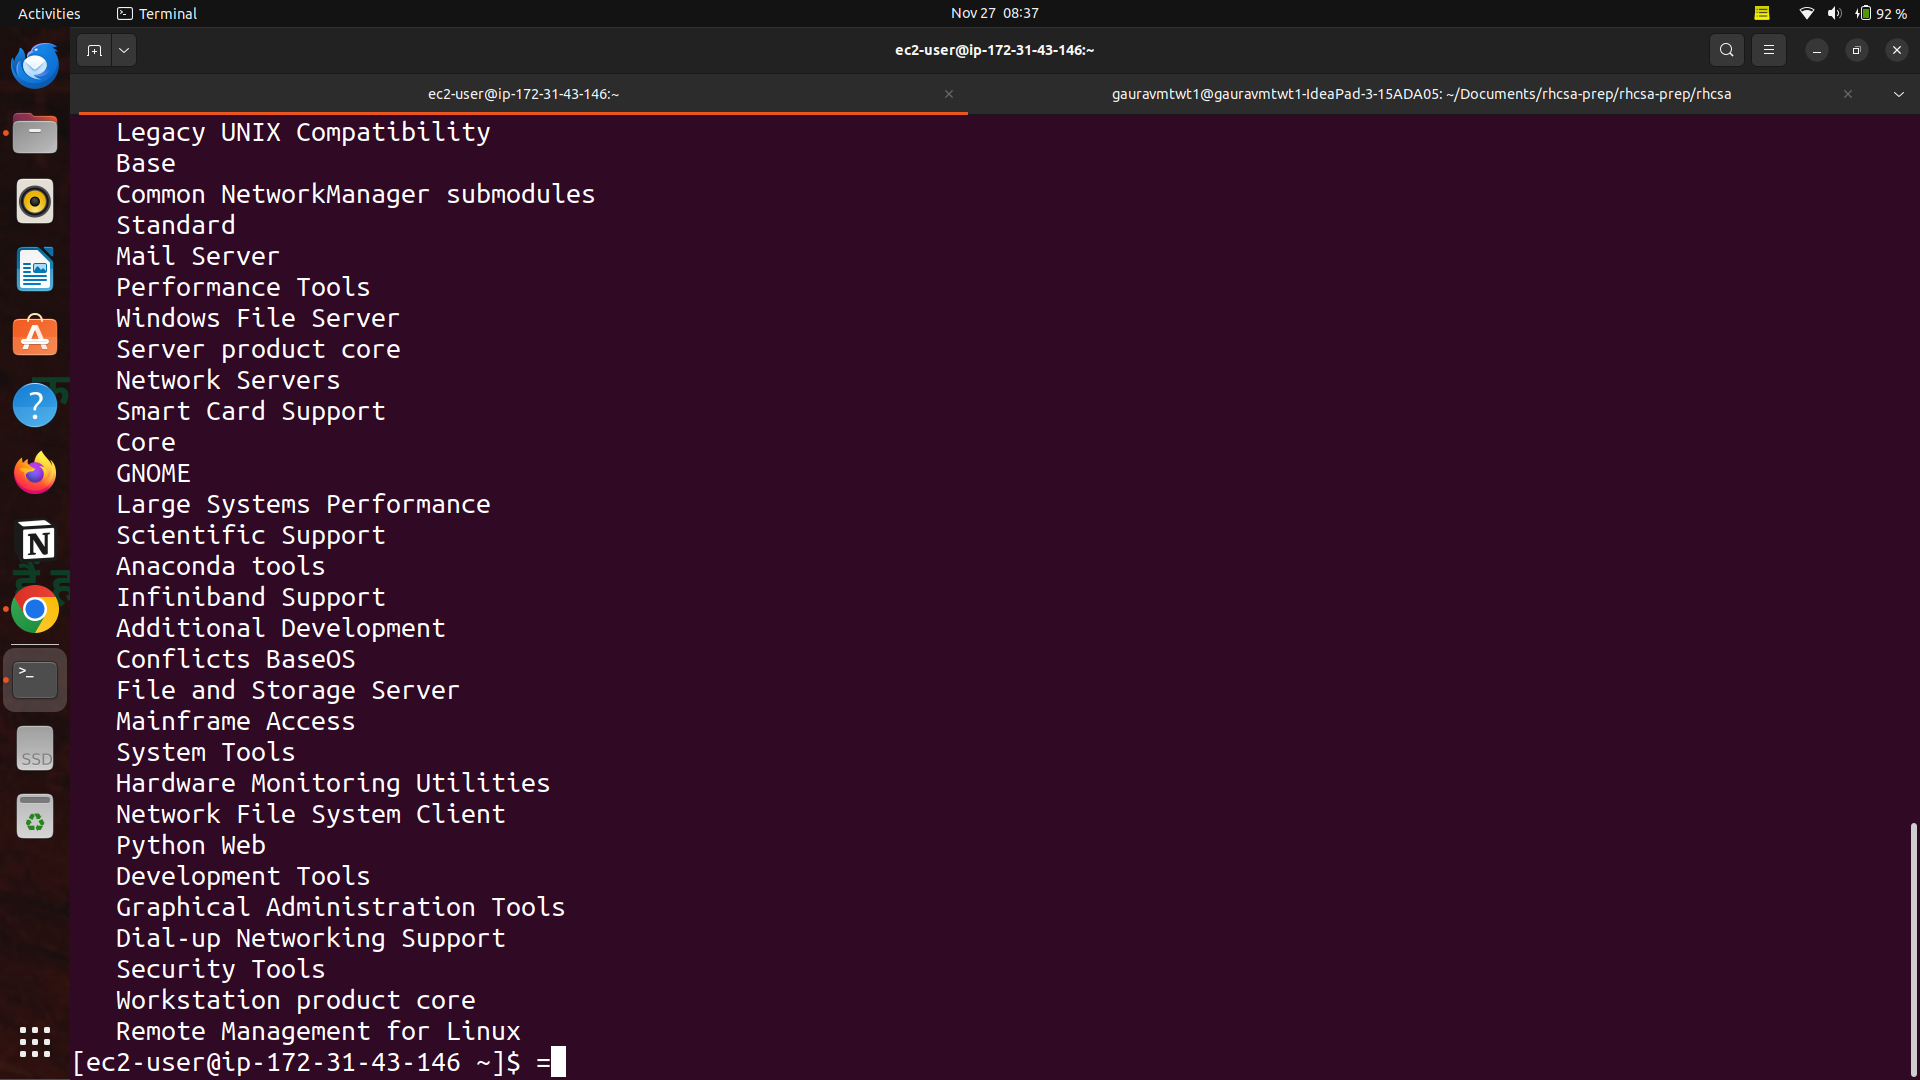 Activities Terminal Nov 27 08:37 92 %
ec2-user@ip-172-31-43-146:~
ec2-user@ip-172-31-43-146:~ gauravmtwt1@gauravmtwt1-IdeaPad-3-15ADA05: ~/Documents/rhcsa-prep/rhcsa-prep/rhcsa
Legacy UNIX Compatibility
Base
Common NetworkManager submodules
Standard
Mail Server
Performance Tools
Windows File Server
Server product core
Network Servers
Smart Card Support
Core
GNOME
Large Systems Performance
Scientific Support
Anaconda tools
Infiniband Support
Additional Development
Conflicts BaseOS
File and Storage Server
Mainframe Access
System Tools
Hardware Monitoring Utilities
Network File System Client
Python Web
Development Tools
Graphical Administration Tools
Dial-up Networking Support
Security Tools
Workstation product core
Remote Management for Linux
[ec2-user@ip-172-31-43-146 ~]$ =
SSD